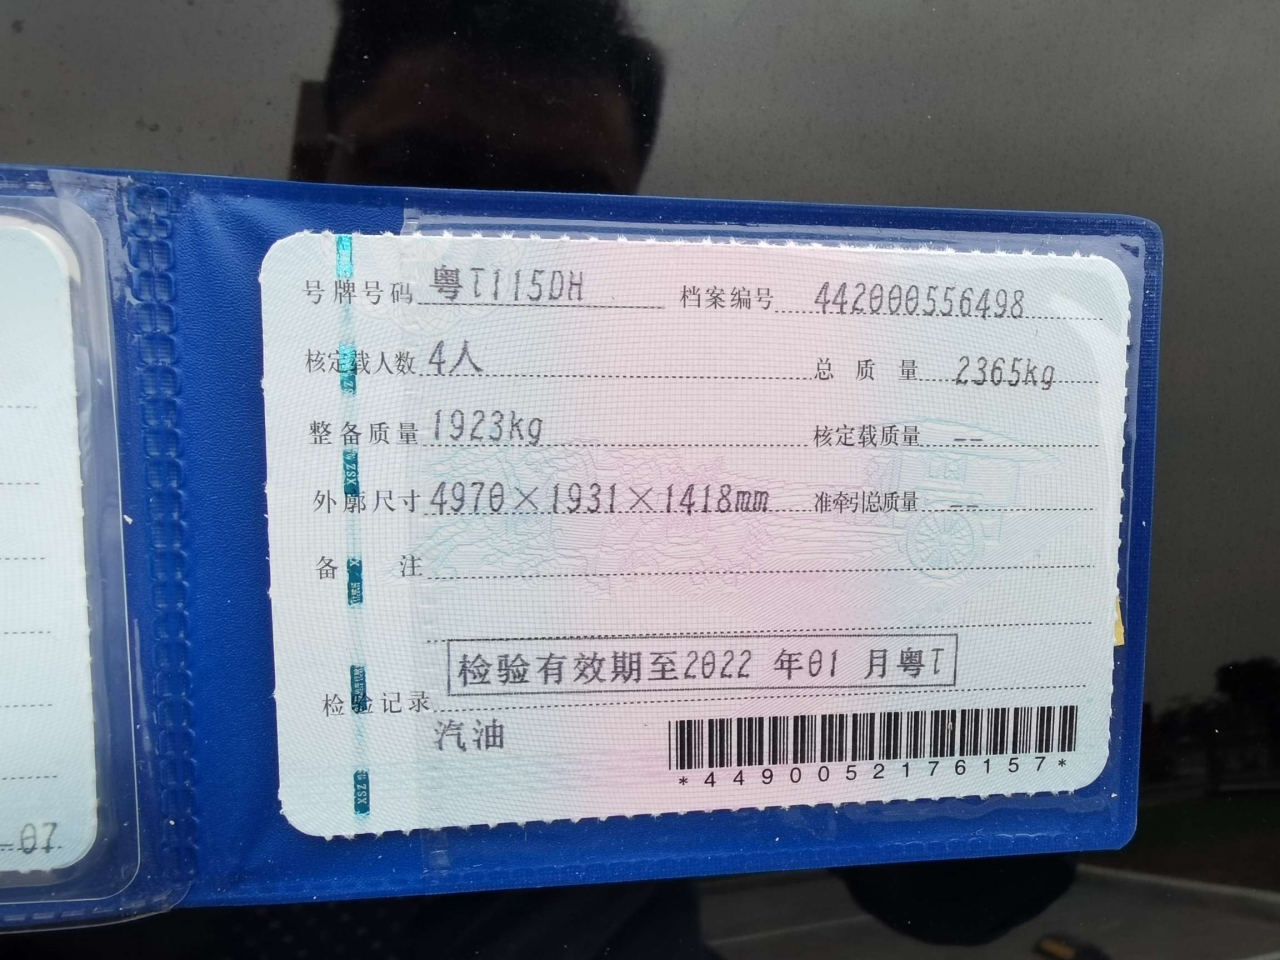 号牌号码 粤T115DH 档案编号 442000556498
核定载人数 4人 总质量 2365kg
整备质量 1923kg 核定载质量 --
外廓尺寸 4970×1931×1418mm 准牵引总质量 --
备注
检验有效期至2022 年01 月粤T
检验记录
汽油
*4490052176157*
-07